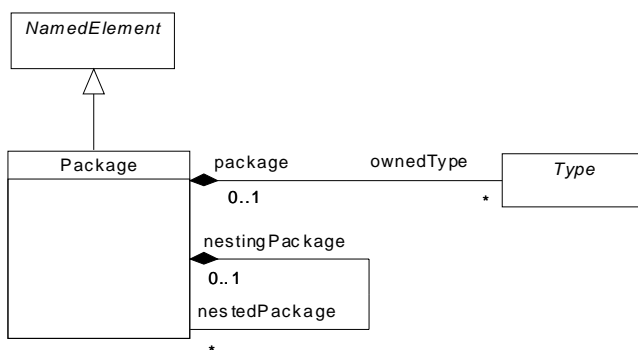 NamedElement
Package
package
ownedType
Type
0..1
*
nestingPackage
0..1
nestedPackage
*